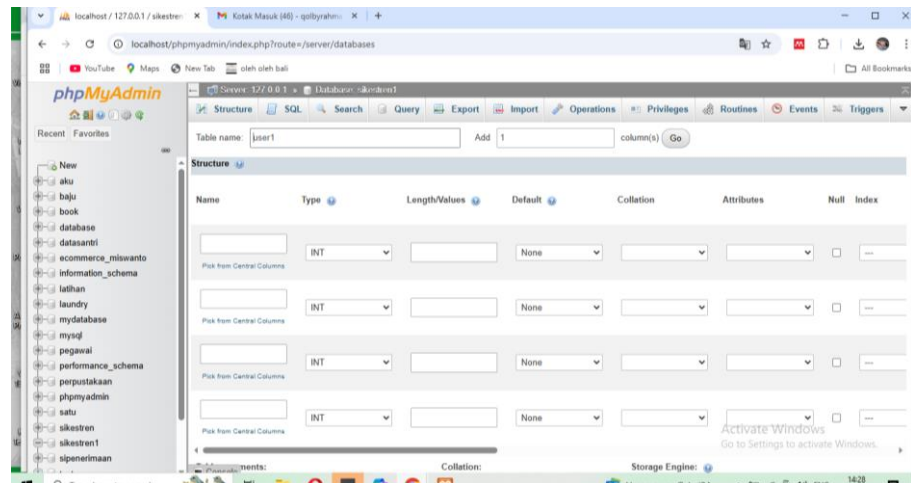 localhost / 127.0.0.1 / sikestren
Kotak Masuk (46) - qolbyrahm
localhost/phpmyadmin/index.php?route=/server/databases
YouTube Maps New Tab oleh oleh bali All Bookmarks
phpMyAdmin
Recent Favorites
New
aku
baju
book
database
datasantri
ecommerce_miswanto
information_schema
latihan
laundry
mydatabase
mysql
pegawai
performance_schema
perpustakaan
phpmyadmin
satu
sikestren
sikestren1
sipenerimaan
Server: 127.0.0.1 » Database: sikestren1
Structure SQL Search Query Export Import Operations Privileges Routines Events Triggers
Table name: user1 Add 1 column(s) Go
Structure
Name Type Length/Values Default Collation Attributes Null Index
INT None ---
Pick from Central Columns
INT None ---
Pick from Central Columns
INT None ---
Pick from Central Columns
INT None ---
Pick from Central Columns
Activate Windows
Go to Settings to activate Windows.
Collation: Storage Engine:
Console
14:28